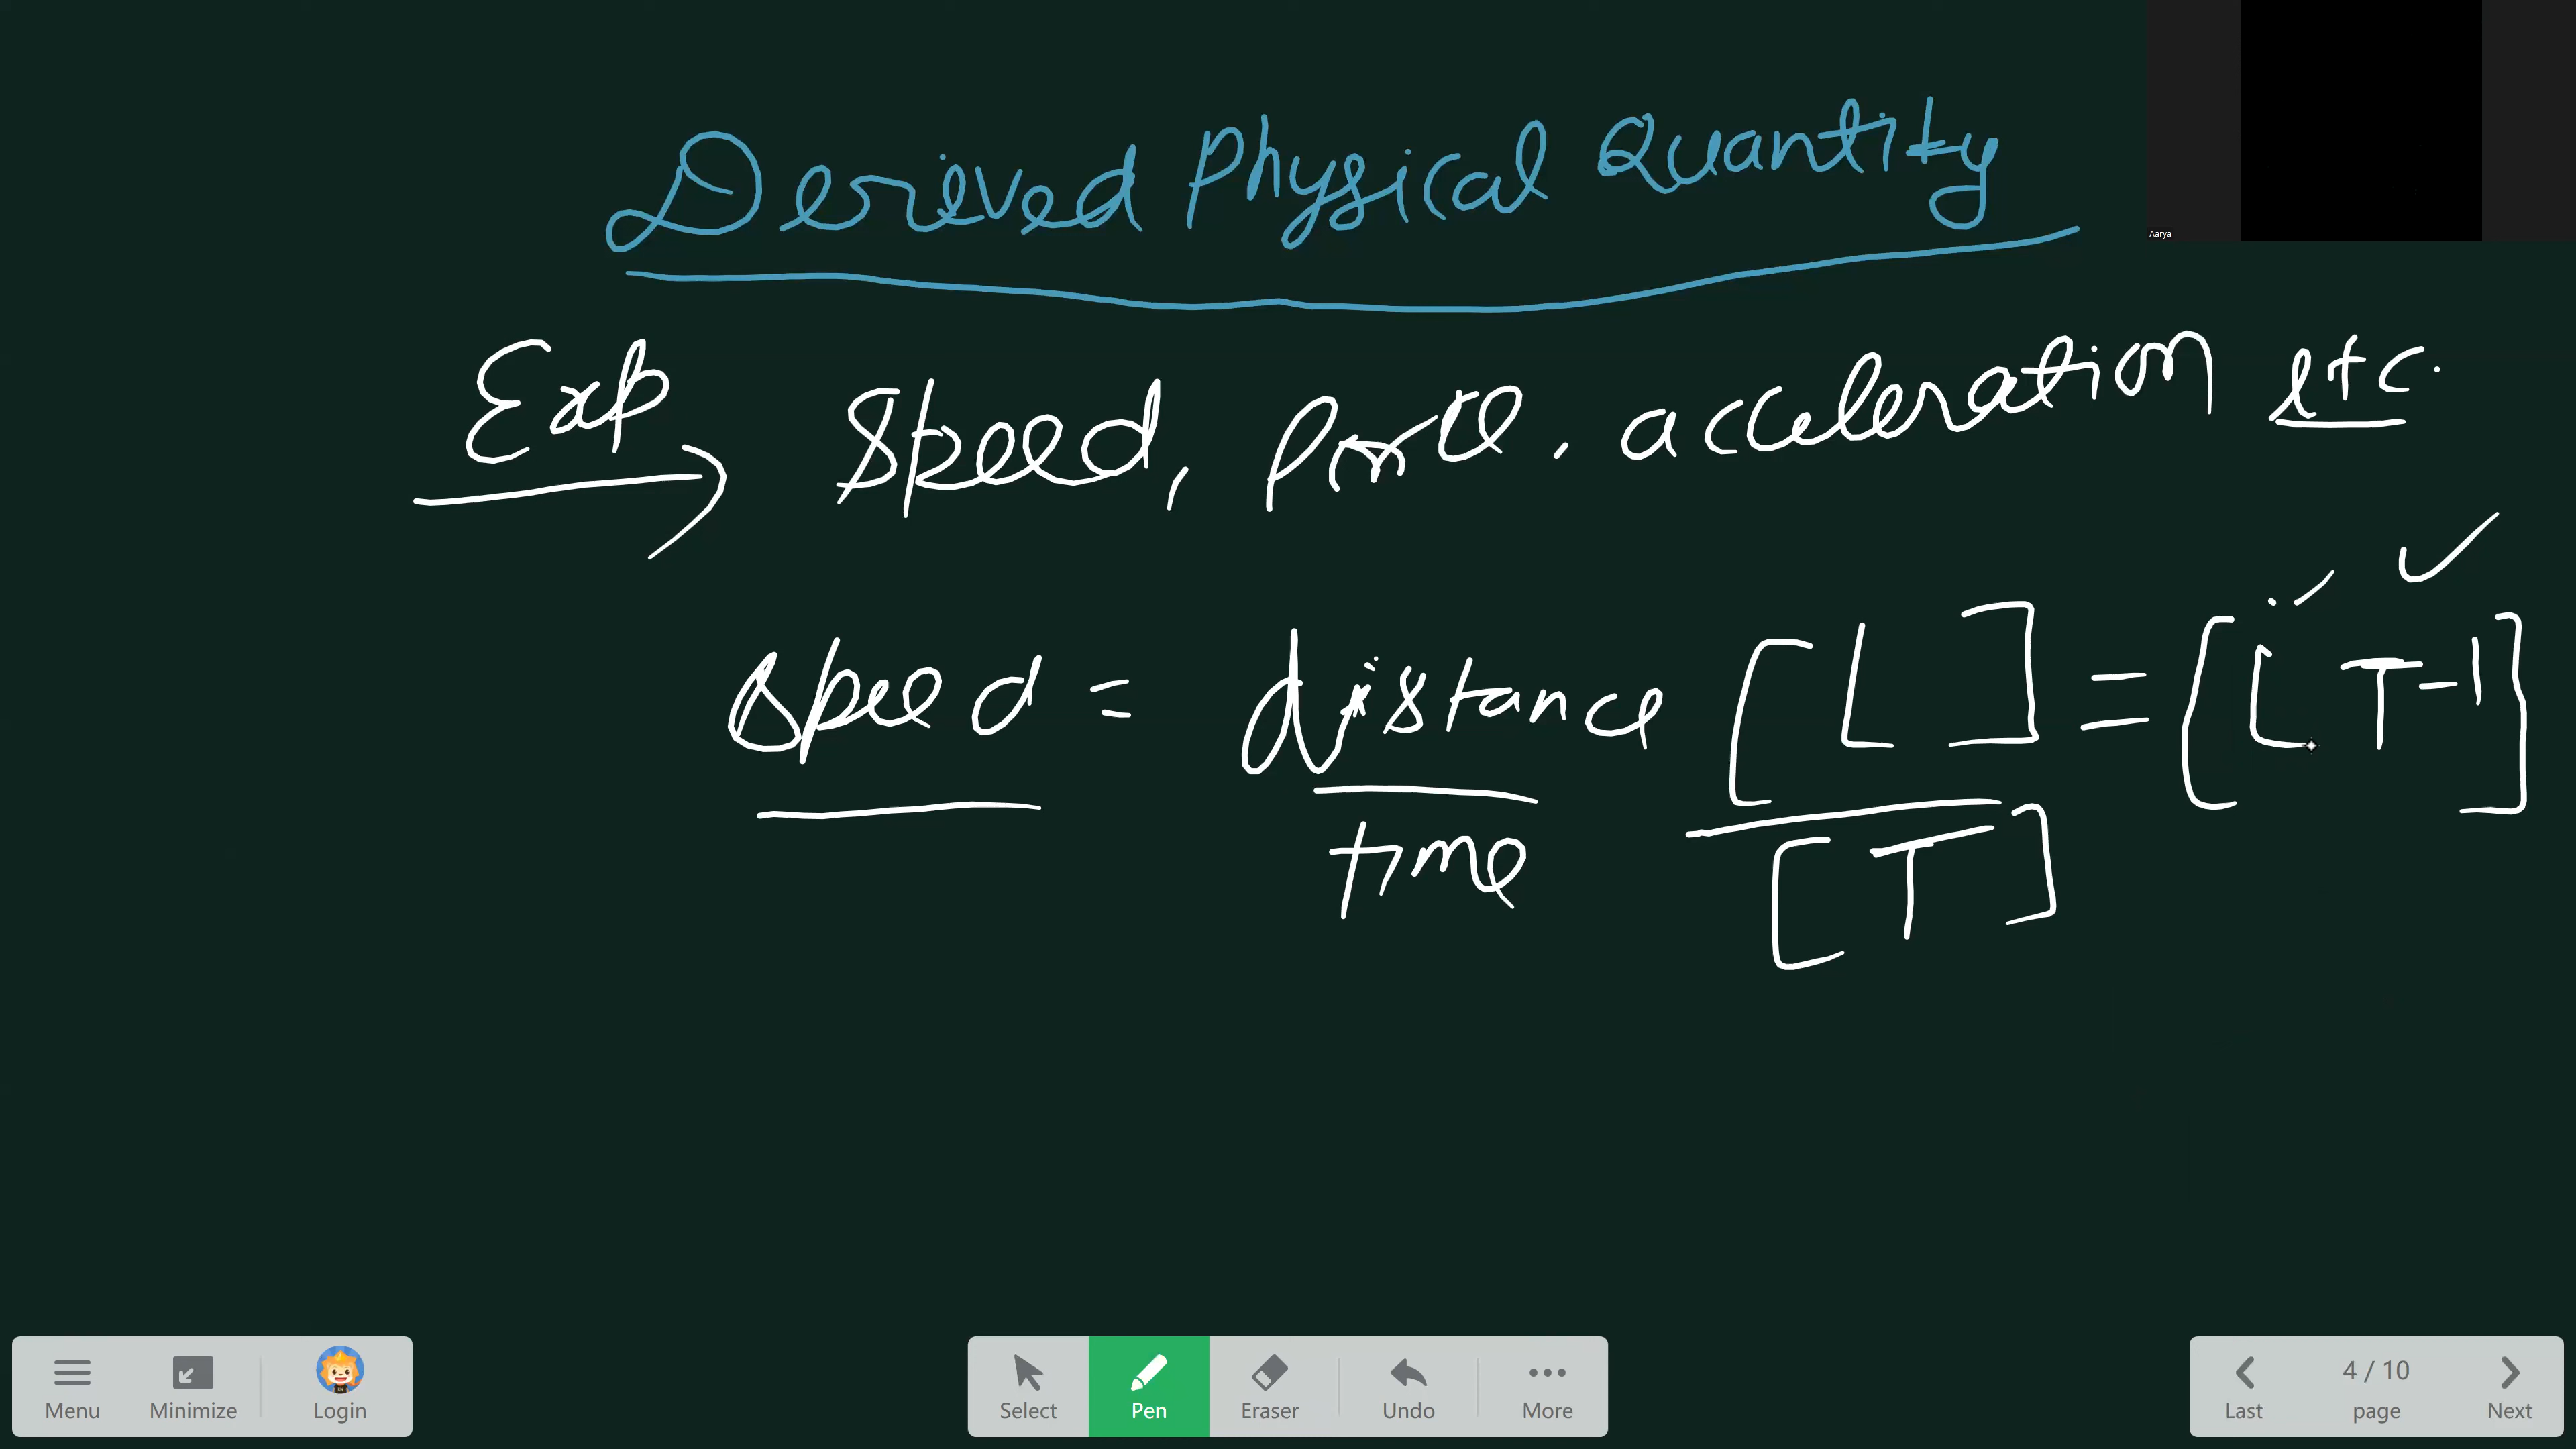 Aarya
Derieved Physical Quantity
Exp Speed, Force, acceleration etc.
Speed = distance [L] = [L T-1]
time [T]
Menu Minimize Login Select Pen Eraser Undo More Last 4 / 10 page Next